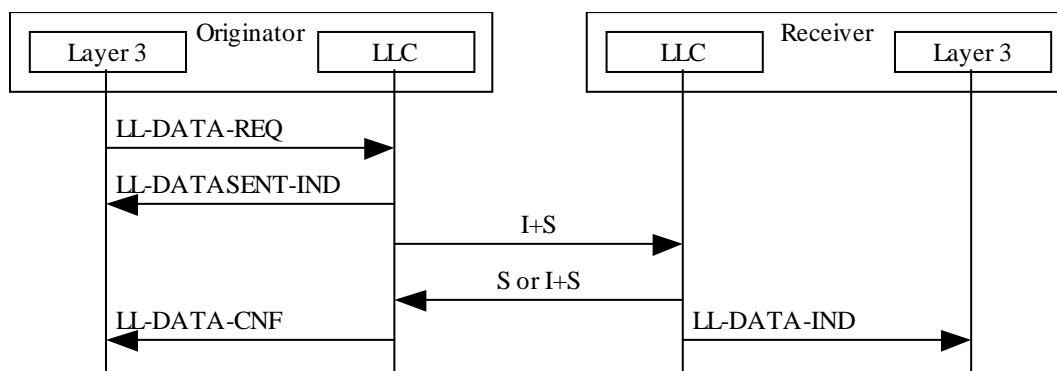 Originator
Receiver
Layer 3
LLC
LLC
Layer 3
LL-DATA-REQ
LL-DATASENT-IND
I+S
S or I+S
LL-DATA-CNF
LL-DATA-IND